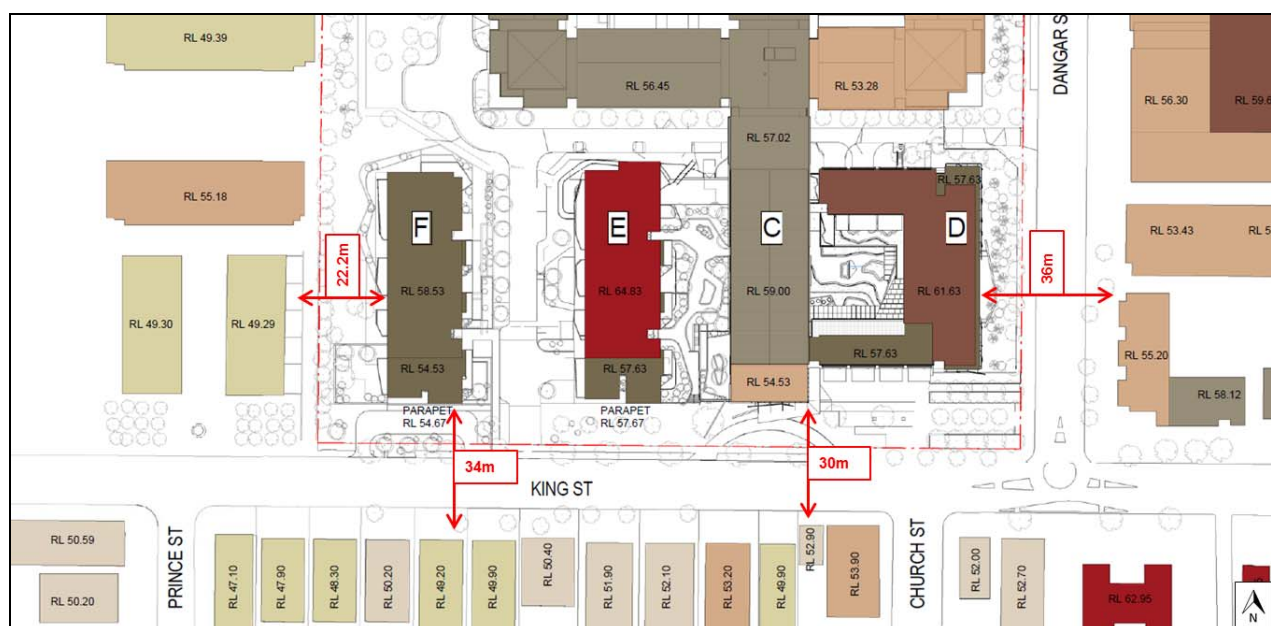 RL 49.39
DANGAR S
RL 56.45
RL 53.28
RL 56.30
RL 59.6
RL 57.02
RL 57.63
RL 55.18
F
E
C
D
RL 53.43
RL 5
22.2m
36m
RL 49.30
RL 49.29
RL 58.53
RL 64.83
RL 59.00
RL 61.63
RL 57.63
RL 55.20
RL 54.53
RL 57.63
RL 54.53
RL 58.12
PARAPET
RL 54.67
PARAPET
RL 57.67
34m
30m
KING ST
RL 50.59
RL 50.20
PRINCE ST
RL 47.10
RL 47.90
RL 48.30
RL 50.20
RL 49.20
RL 49.90
RL 50.40
RL 51.90
RL 52.10
RL 53.20
RL 49.90
RL 52.90
RL 53.90
CHURCH ST
RL 52.00
RL 52.70
RL 62.95
N